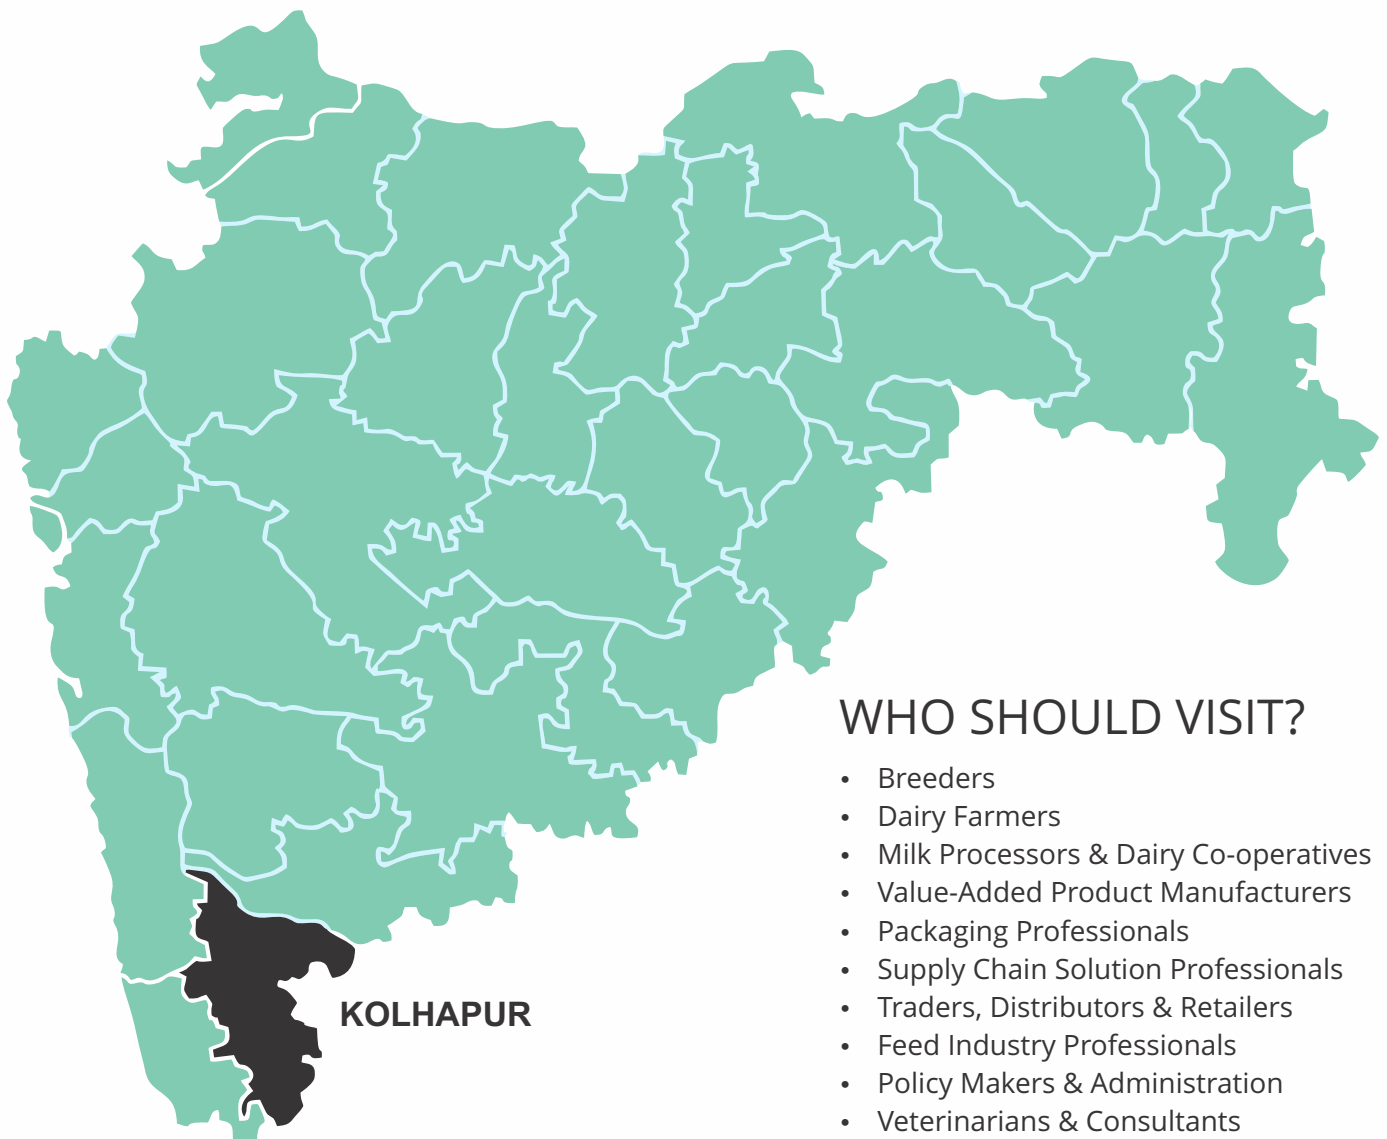 WHO SHOULD VISIT?
• Breeders
• Dairy Farmers
• Milk Processors & Dairy Co-operatives
• Value-Added Product Manufacturers
• Packaging Professionals
• Supply Chain Solution Professionals
• Traders, Distributors & Retailers
• Feed Industry Professionals
• Policy Makers & Administration
• Veterinarians & Consultants
KOLHAPUR